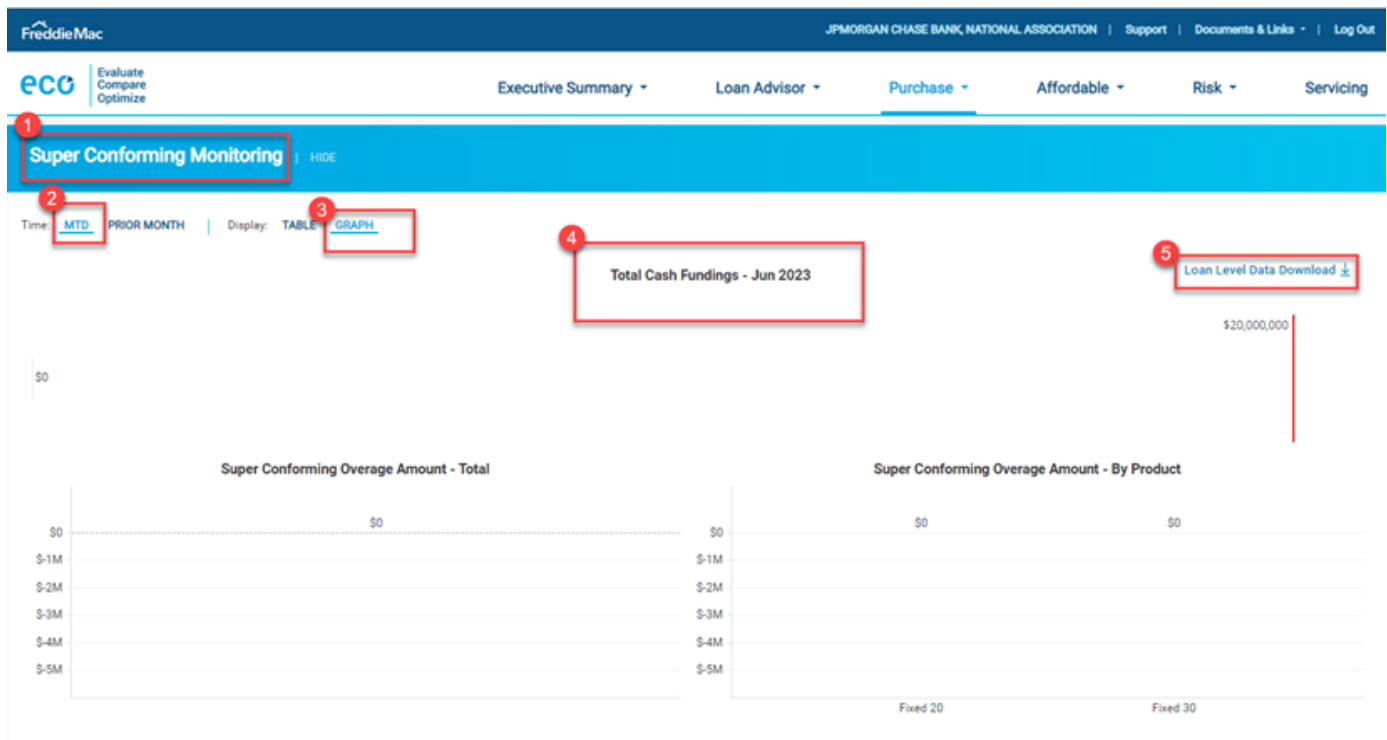 FreddieMac
JPMORGAN CHASE BANK, NATIONAL ASSOCIATION | Support | Documents & Links | Log Out
eco
Evaluate
Compare
Optimize
Executive Summary
Loan Advisor
Purchase
Affordable
Risk
Servicing
1
Super Conforming Monitoring | HIDE
2
3
Time: MTD PRIOR MONTH | Display: TABLE GRAPH
4
Total Cash Fundings - Jun 2023
5
Loan Level Data Download
$20,000,000
$0
Super Conforming Overage Amount - Total
$0
$0
$-1M
$-2M
$-3M
$-4M
$-5M
Super Conforming Overage Amount - By Product
$0
$0
$0
$-1M
$-2M
$-3M
$-4M
$-5M
Fixed 20
Fixed 30